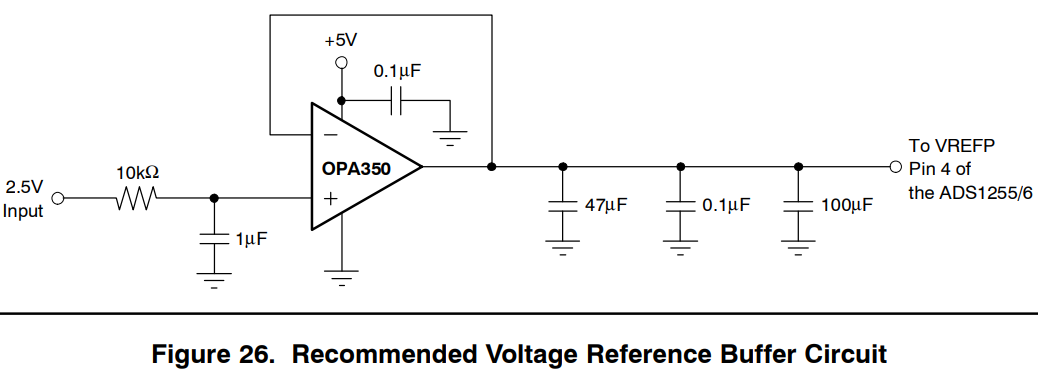 +5V
0.1µF
−
OPA350
+
10kΩ
2.5V
Input
1µF
47µF
0.1µF
100µF
To VREFP
Pin 4 of
the ADS1255/6
Figure 26. Recommended Voltage Reference Buffer Circuit